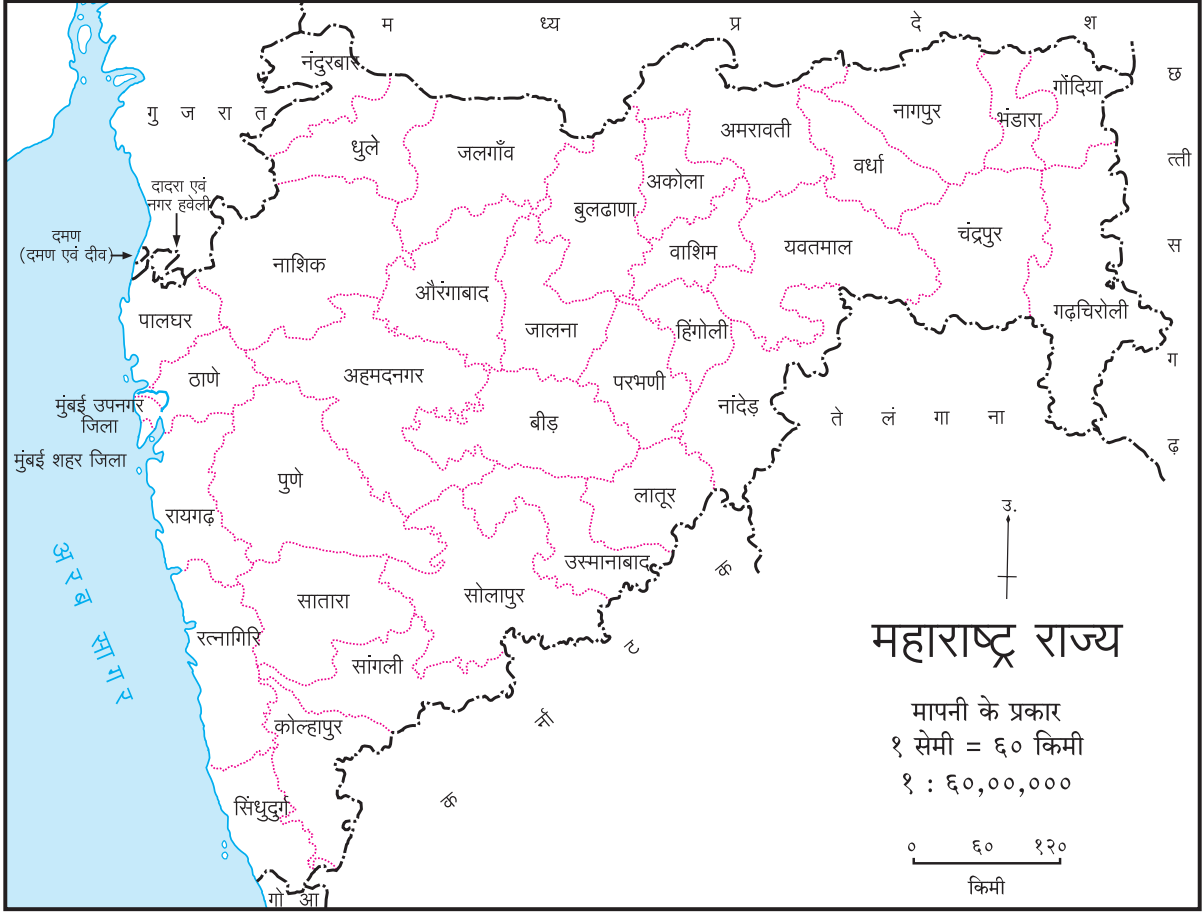 म ध्य प्र दे श
छ
त्ती
स
ग
ढ़
गु ज रा त
नंदुरबार
धुले
जलगाँव
अमरावती
नागपुर
गोंदिया
भंडारा
वर्धा
अकोला
बुलढाणा
दादरा एवं
नगर हवेली
दमण
(दमण एवं दीव)
नाशिक
औरंगाबाद
वाशिम
यवतमाल
चंद्रपुर
पालघर
जालना
हिंगोली
गढ़चिरोली
ठाणे
अहमदनगर
परभणी
नांदेड़
ते लं गा ना
मुंबई उपनगर
जिला
बीड़
मुंबई शहर जिला
पुणे
लातूर
रायगढ़
उस्मानाबाद
अ र ब सा ग र
सातारा
सोलापुर
रत्नागिरि
सांगली
क र्ना ट क
कोल्हापुर
सिंधुदुर्ग
गो आ
उ.
महाराष्ट्र राज्य
मापनी के प्रकार
१ सेमी = ६० किमी
१ : ६०,००,०००
० ६० १२०
किमी